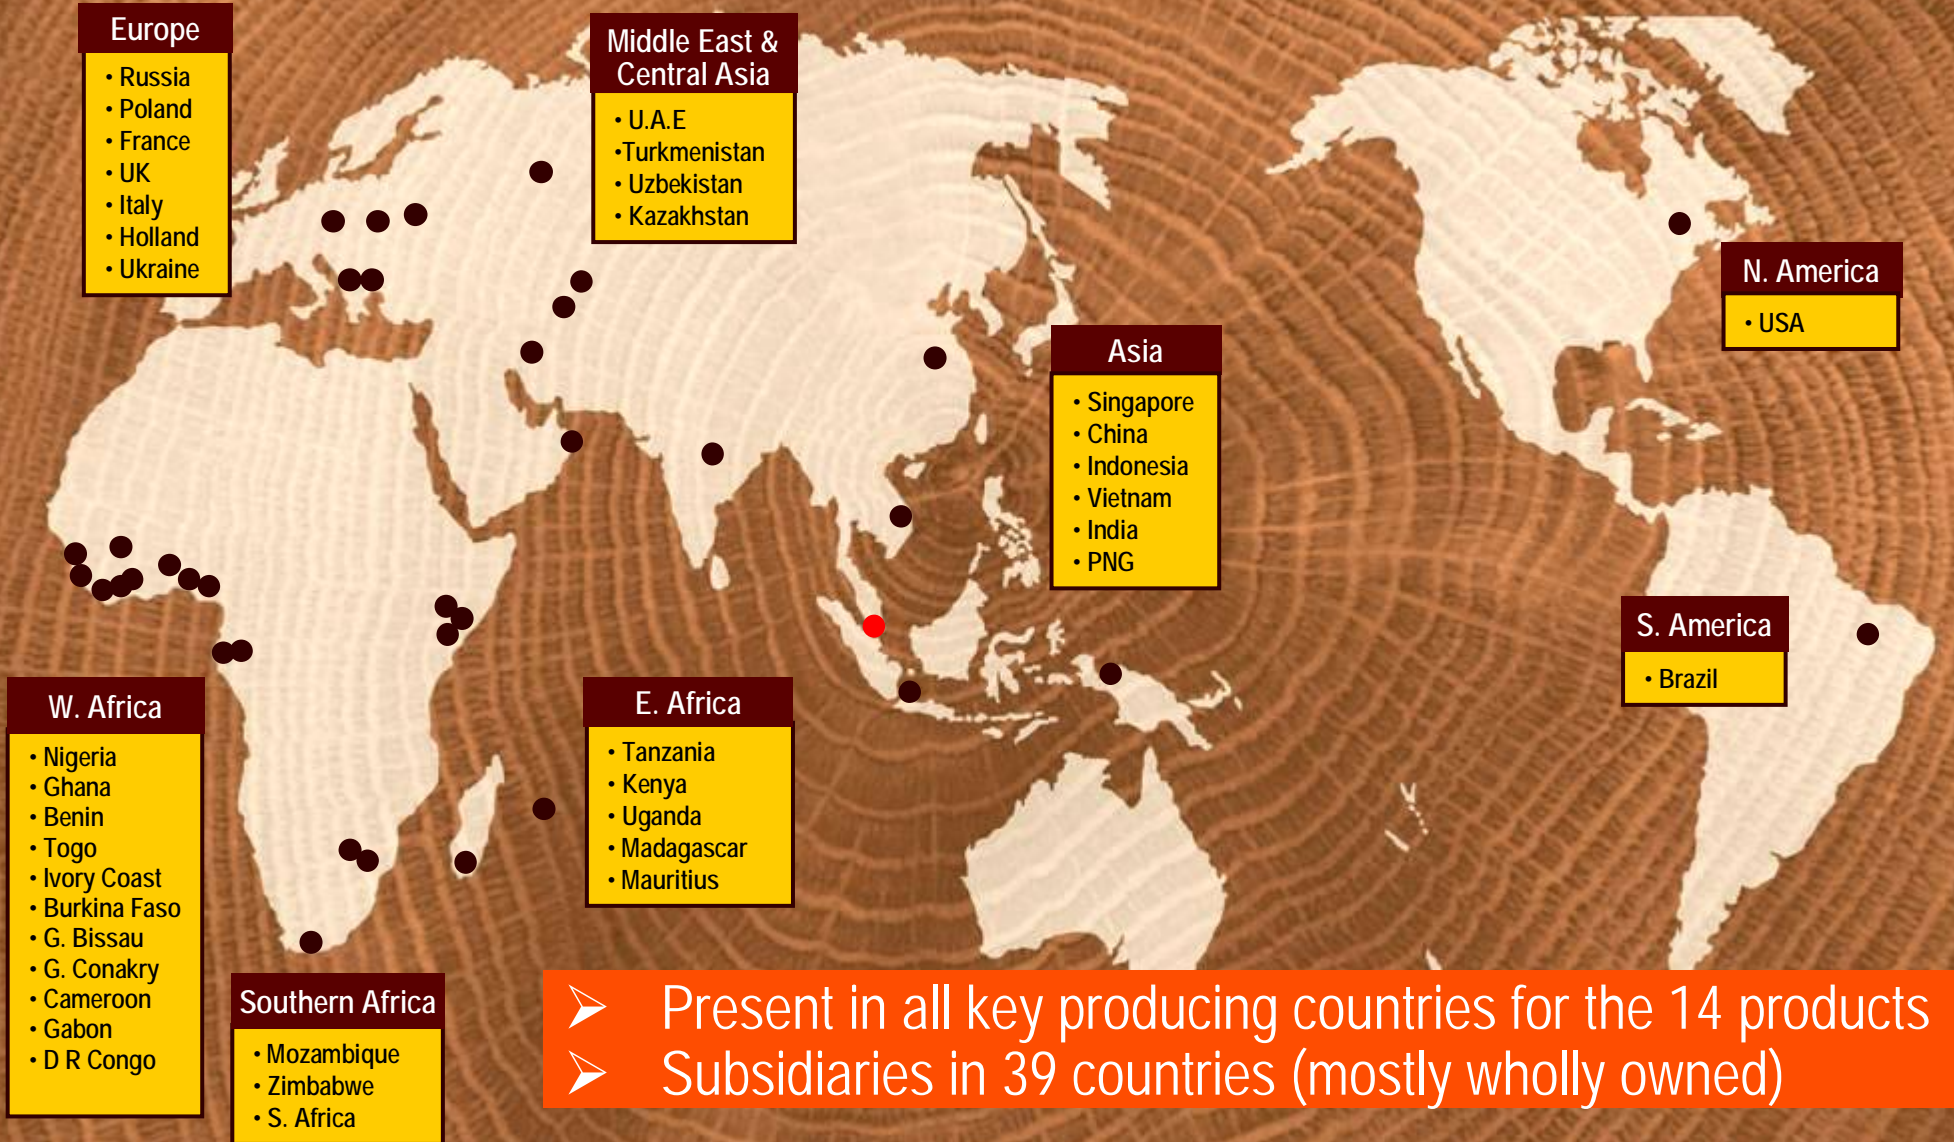 Europe
• Russia
• Poland
• France
• UK
• Italy
• Holland
• Ukraine
Middle East &
Central Asia
• U.A.E
•Turkmenistan
• Uzbekistan
• Kazakhstan
N. America
• USA
Asia
• Singapore
• China
• Indonesia
• Vietnam
• India
• PNG
S. America
• Brazil
W. Africa
• Nigeria
• Ghana
• Benin
• Togo
• Ivory Coast
• Burkina Faso
• G. Bissau
• G. Conakry
• Cameroon
• Gabon
• D R Congo
E. Africa
• Tanzania
• Kenya
• Uganda
• Madagascar
• Mauritius
Southern Africa
• Mozambique
• Zimbabwe
• S. Africa
➢ Present in all key producing countries for the 14 products
➢ Subsidiaries in 39 countries (mostly wholly owned)